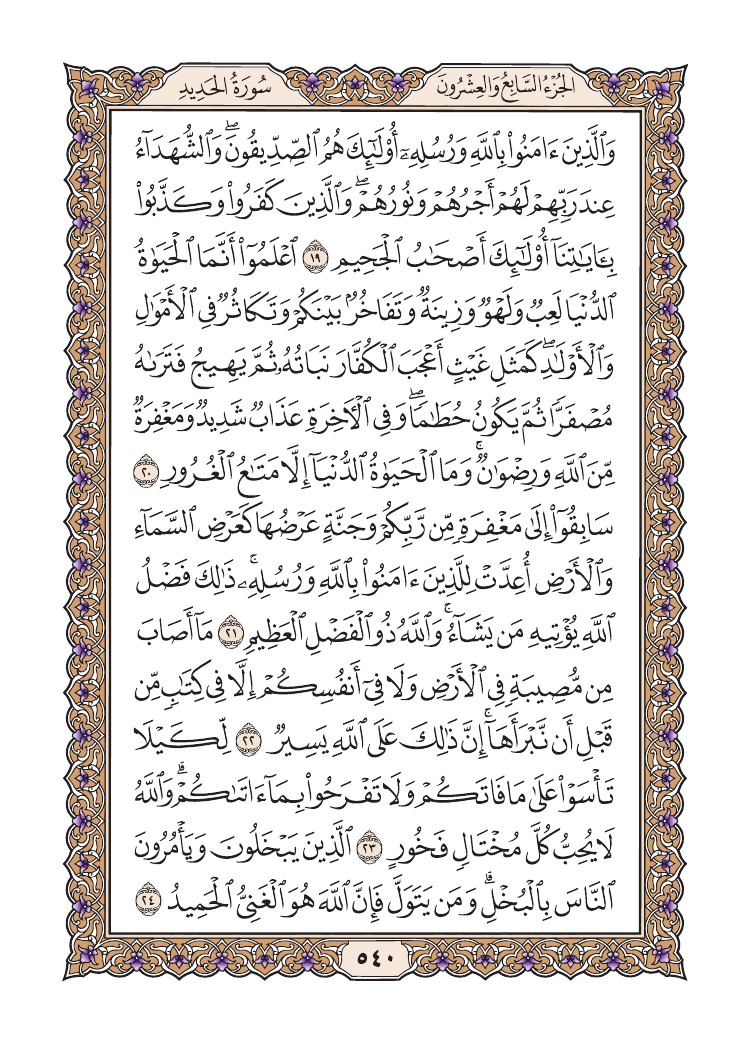 الجُزْءُ السَّابِعُ وَالعِشْرُونَ
سُورَةُ الحَدِيدِ
وَٱلَّذِينَ ءَامَنُوا۟ بِٱللَّهِ وَرُسُلِهِۦٓ أُو۟لَـٰٓئِكَ هُمُ ٱلصِّدِّيقُونَۖ وَٱلشُّهَدَآءُ
عِندَ رَبِّهِمْ لَهُمْ أَجْرُهُمْ وَنُورُهُمْۖ وَٱلَّذِينَ كَفَرُوا۟ وَكَذَّبُوا۟
بِـَٔايَـٰتِنَآ أُو۟لَـٰٓئِكَ أَصْحَـٰبُ ٱلْجَحِيمِ ١٩ ٱعْلَمُوٓا۟ أَنَّمَا ٱلْحَيَوٰةُ
ٱلدُّنْيَا لَعِبٌ وَلَهْوٌ وَزِينَةٌ وَتَفَاخُرٌۢ بَيْنَكُمْ وَتَكَاثُرٌ فِى ٱلْأَمْوَٰلِ
وَٱلْأَوْلَـٰدِۖ كَمَثَلِ غَيْثٍ أَعْجَبَ ٱلْكُفَّارَ نَبَاتُهُۥ ثُمَّ يَهِيجُ فَتَرَىٰهُ
مُصْفَرًّا ثُمَّ يَكُونُ حُطَـٰمًاۖ وَفِى ٱلْـَٔاخِرَةِ عَذَابٌ شَدِيدٌ وَمَغْفِرَةٌ
مِّنَ ٱللَّهِ وَرِضْوَٰنٌۚ وَمَا ٱلْحَيَوٰةُ ٱلدُّنْيَآ إِلَّا مَتَـٰعُ ٱلْغُرُورِ ٢٠
سَابِقُوٓا۟ إِلَىٰ مَغْفِرَةٍ مِّن رَّبِّكُمْ وَجَنَّةٍ عَرْضُهَا كَعَرْضِ ٱلسَّمَآءِ
وَٱلْأَرْضِ أُعِدَّتْ لِلَّذِينَ ءَامَنُوا۟ بِٱللَّهِ وَرُسُلِهِۦۚ ذَٰلِكَ فَضْلُ
ٱللَّهِ يُؤْتِيهِ مَن يَشَآءُۚ وَٱللَّهُ ذُو ٱلْفَضْلِ ٱلْعَظِيمِ ٢١ مَآ أَصَابَ
مِن مُّصِيبَةٍ فِى ٱلْأَرْضِ وَلَا فِىٓ أَنفُسِكُمْ إِلَّا فِى كِتَـٰبٍ مِّن
قَبْلِ أَن نَّبْرَأَهَآۚ إِنَّ ذَٰلِكَ عَلَى ٱللَّهِ يَسِيرٌ ٢٢ لِّكَيْلَا
تَأْسَوْا۟ عَلَىٰ مَا فَاتَكُمْ وَلَا تَفْرَحُوا۟ بِمَآ ءَاتَىٰكُمْۗ وَٱللَّهُ
لَا يُحِبُّ كُلَّ مُخْتَالٍ فَخُورٍ ٢٣ ٱلَّذِينَ يَبْخَلُونَ وَيَأْمُرُونَ
ٱلنَّاسَ بِٱلْبُخْلِۗ وَمَن يَتَوَلَّ فَإِنَّ ٱللَّهَ هُوَ ٱلْغَنِىُّ ٱلْحَمِيدُ ٢٤
٥٤٠